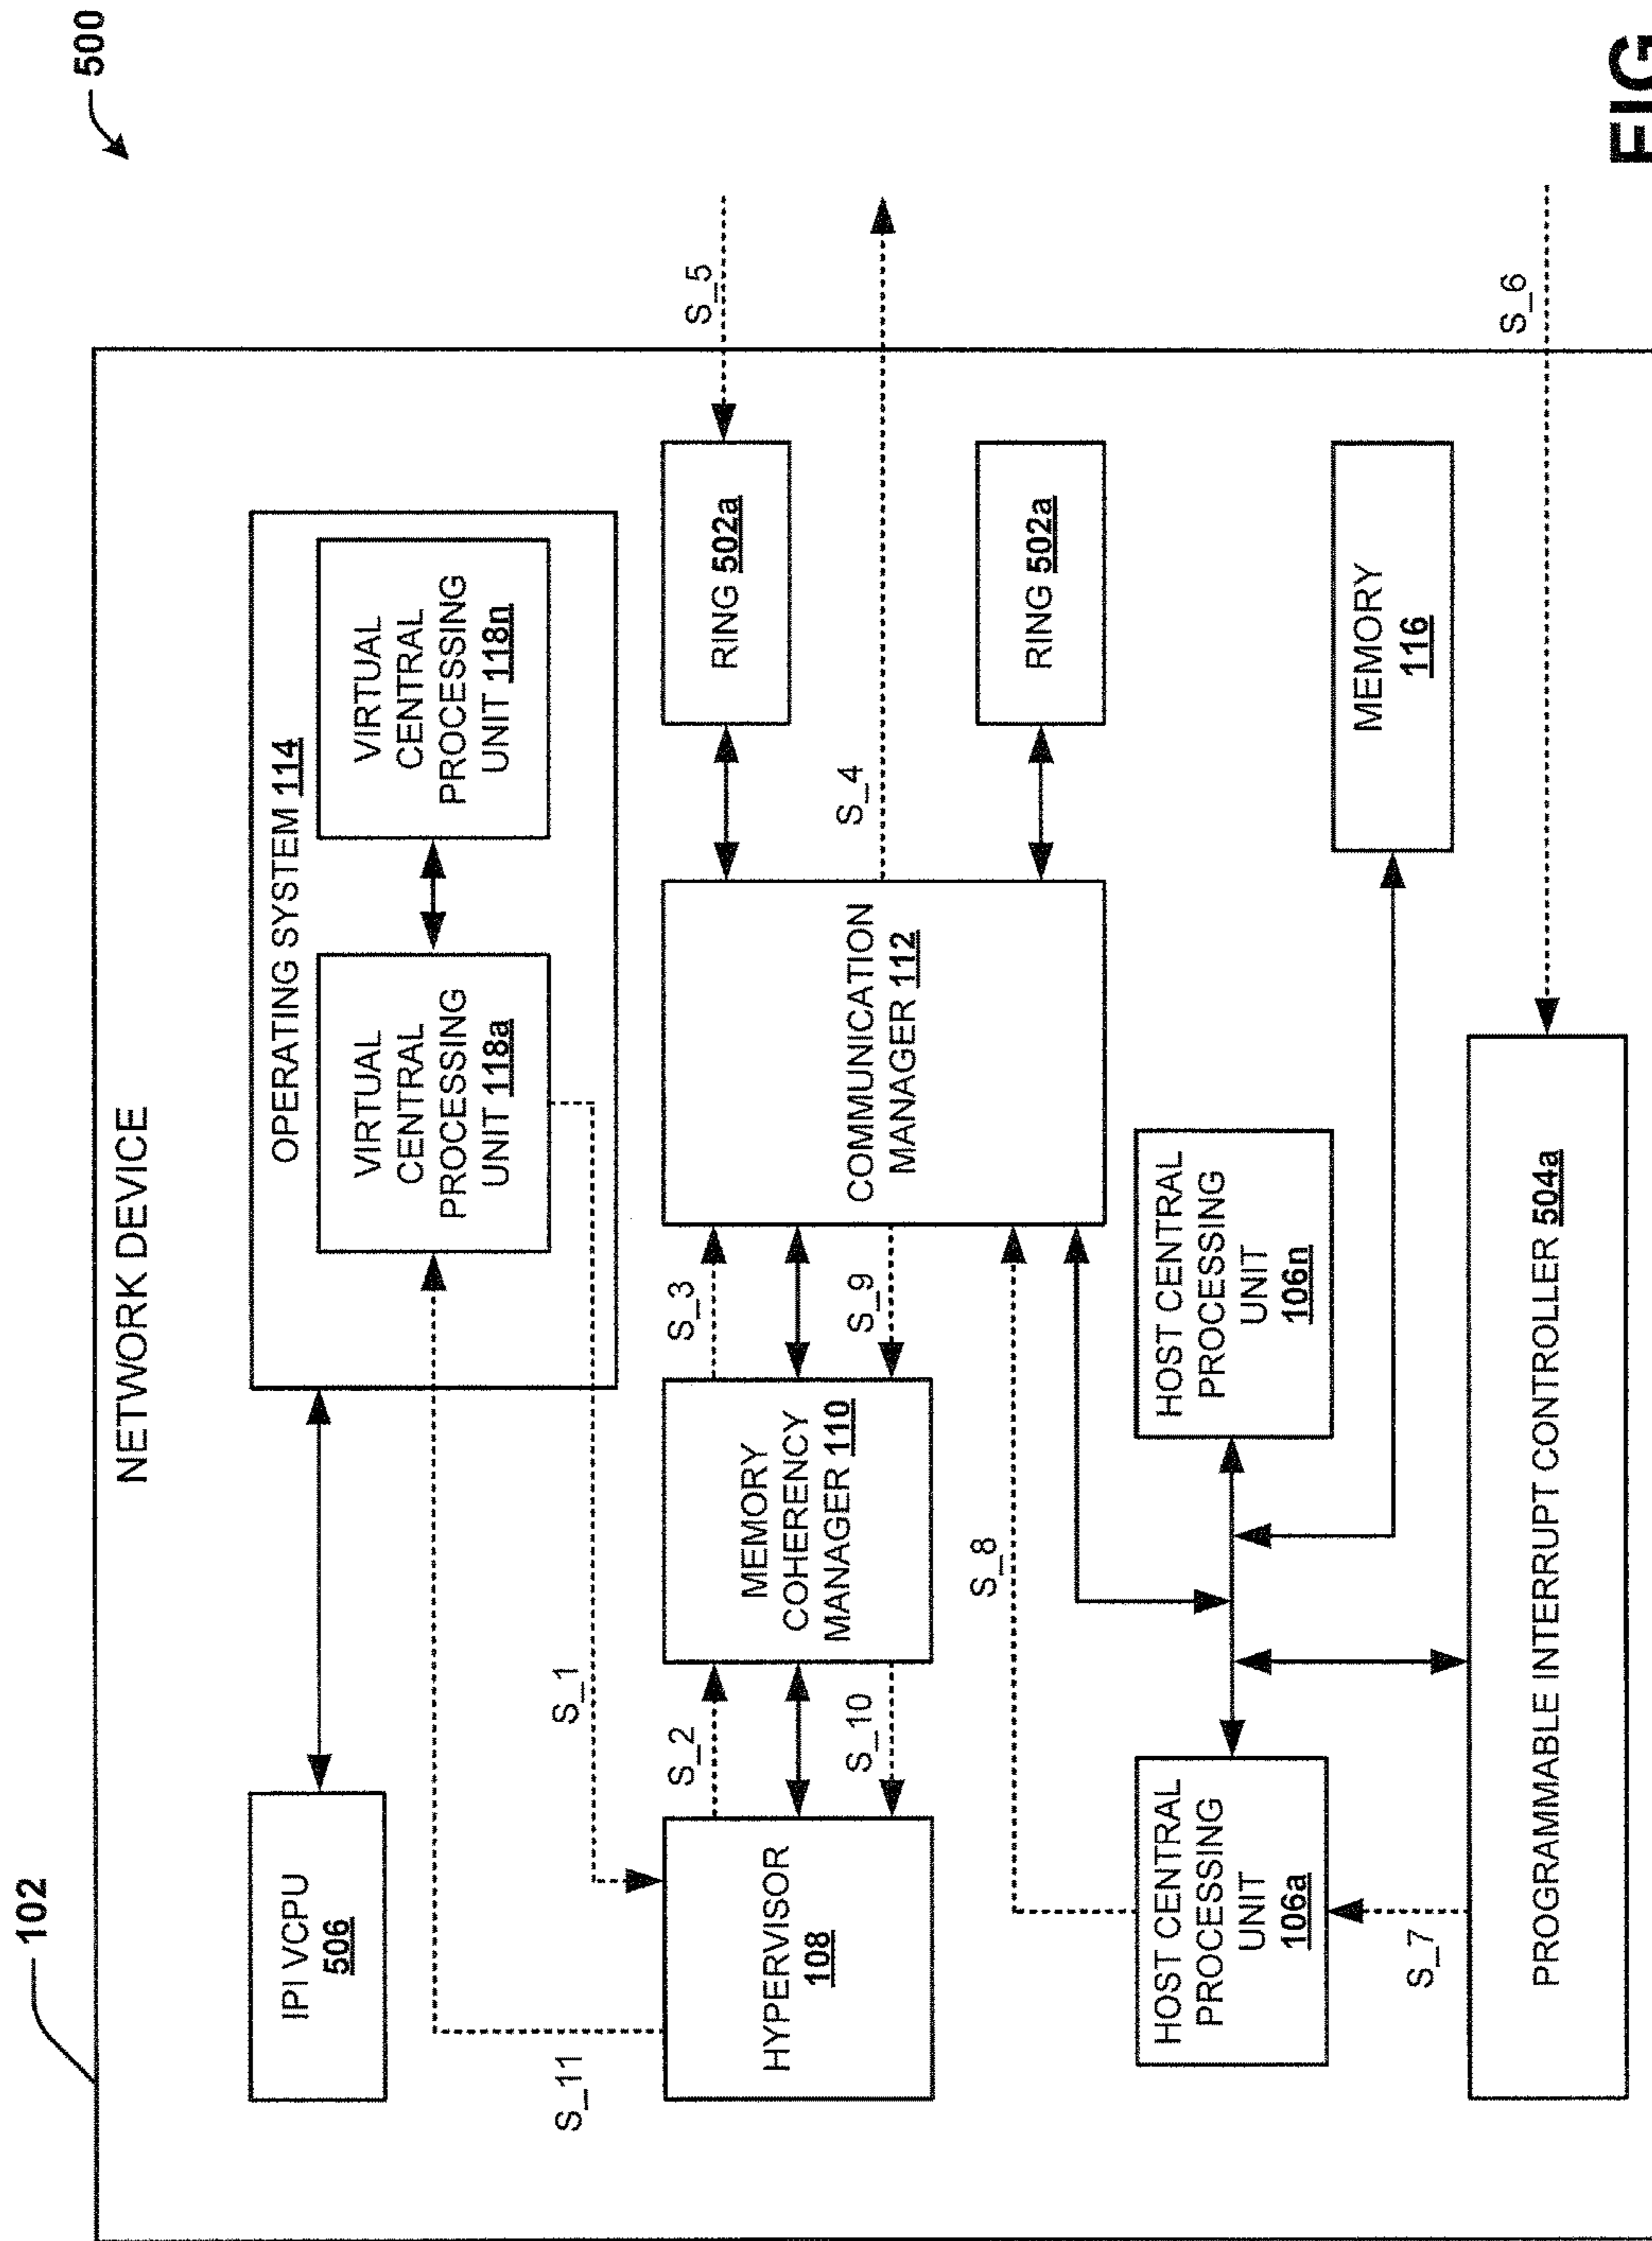 500
102
NETWORK DEVICE
IPI VCPU
506
OPERATING SYSTEM 114
VIRTUAL
CENTRAL
PROCESSING
UNIT 118a
VIRTUAL
CENTRAL
PROCESSING
UNIT 118n
S_11
S_1
HYPERVISOR
108
S_2
S_10
MEMORY
COHERENCY
MANAGER 110
S_3
S_9
COMMUNICATION
MANAGER 112
RING 502a
S_5
S_4
RING 502a
S_8
HOST CENTRAL
PROCESSING
UNIT
106a
HOST CENTRAL
PROCESSING
UNIT
106n
MEMORY
116
S_7
S_6
PROGRAMMABLE INTERRUPT CONTROLLER 504a
FIG